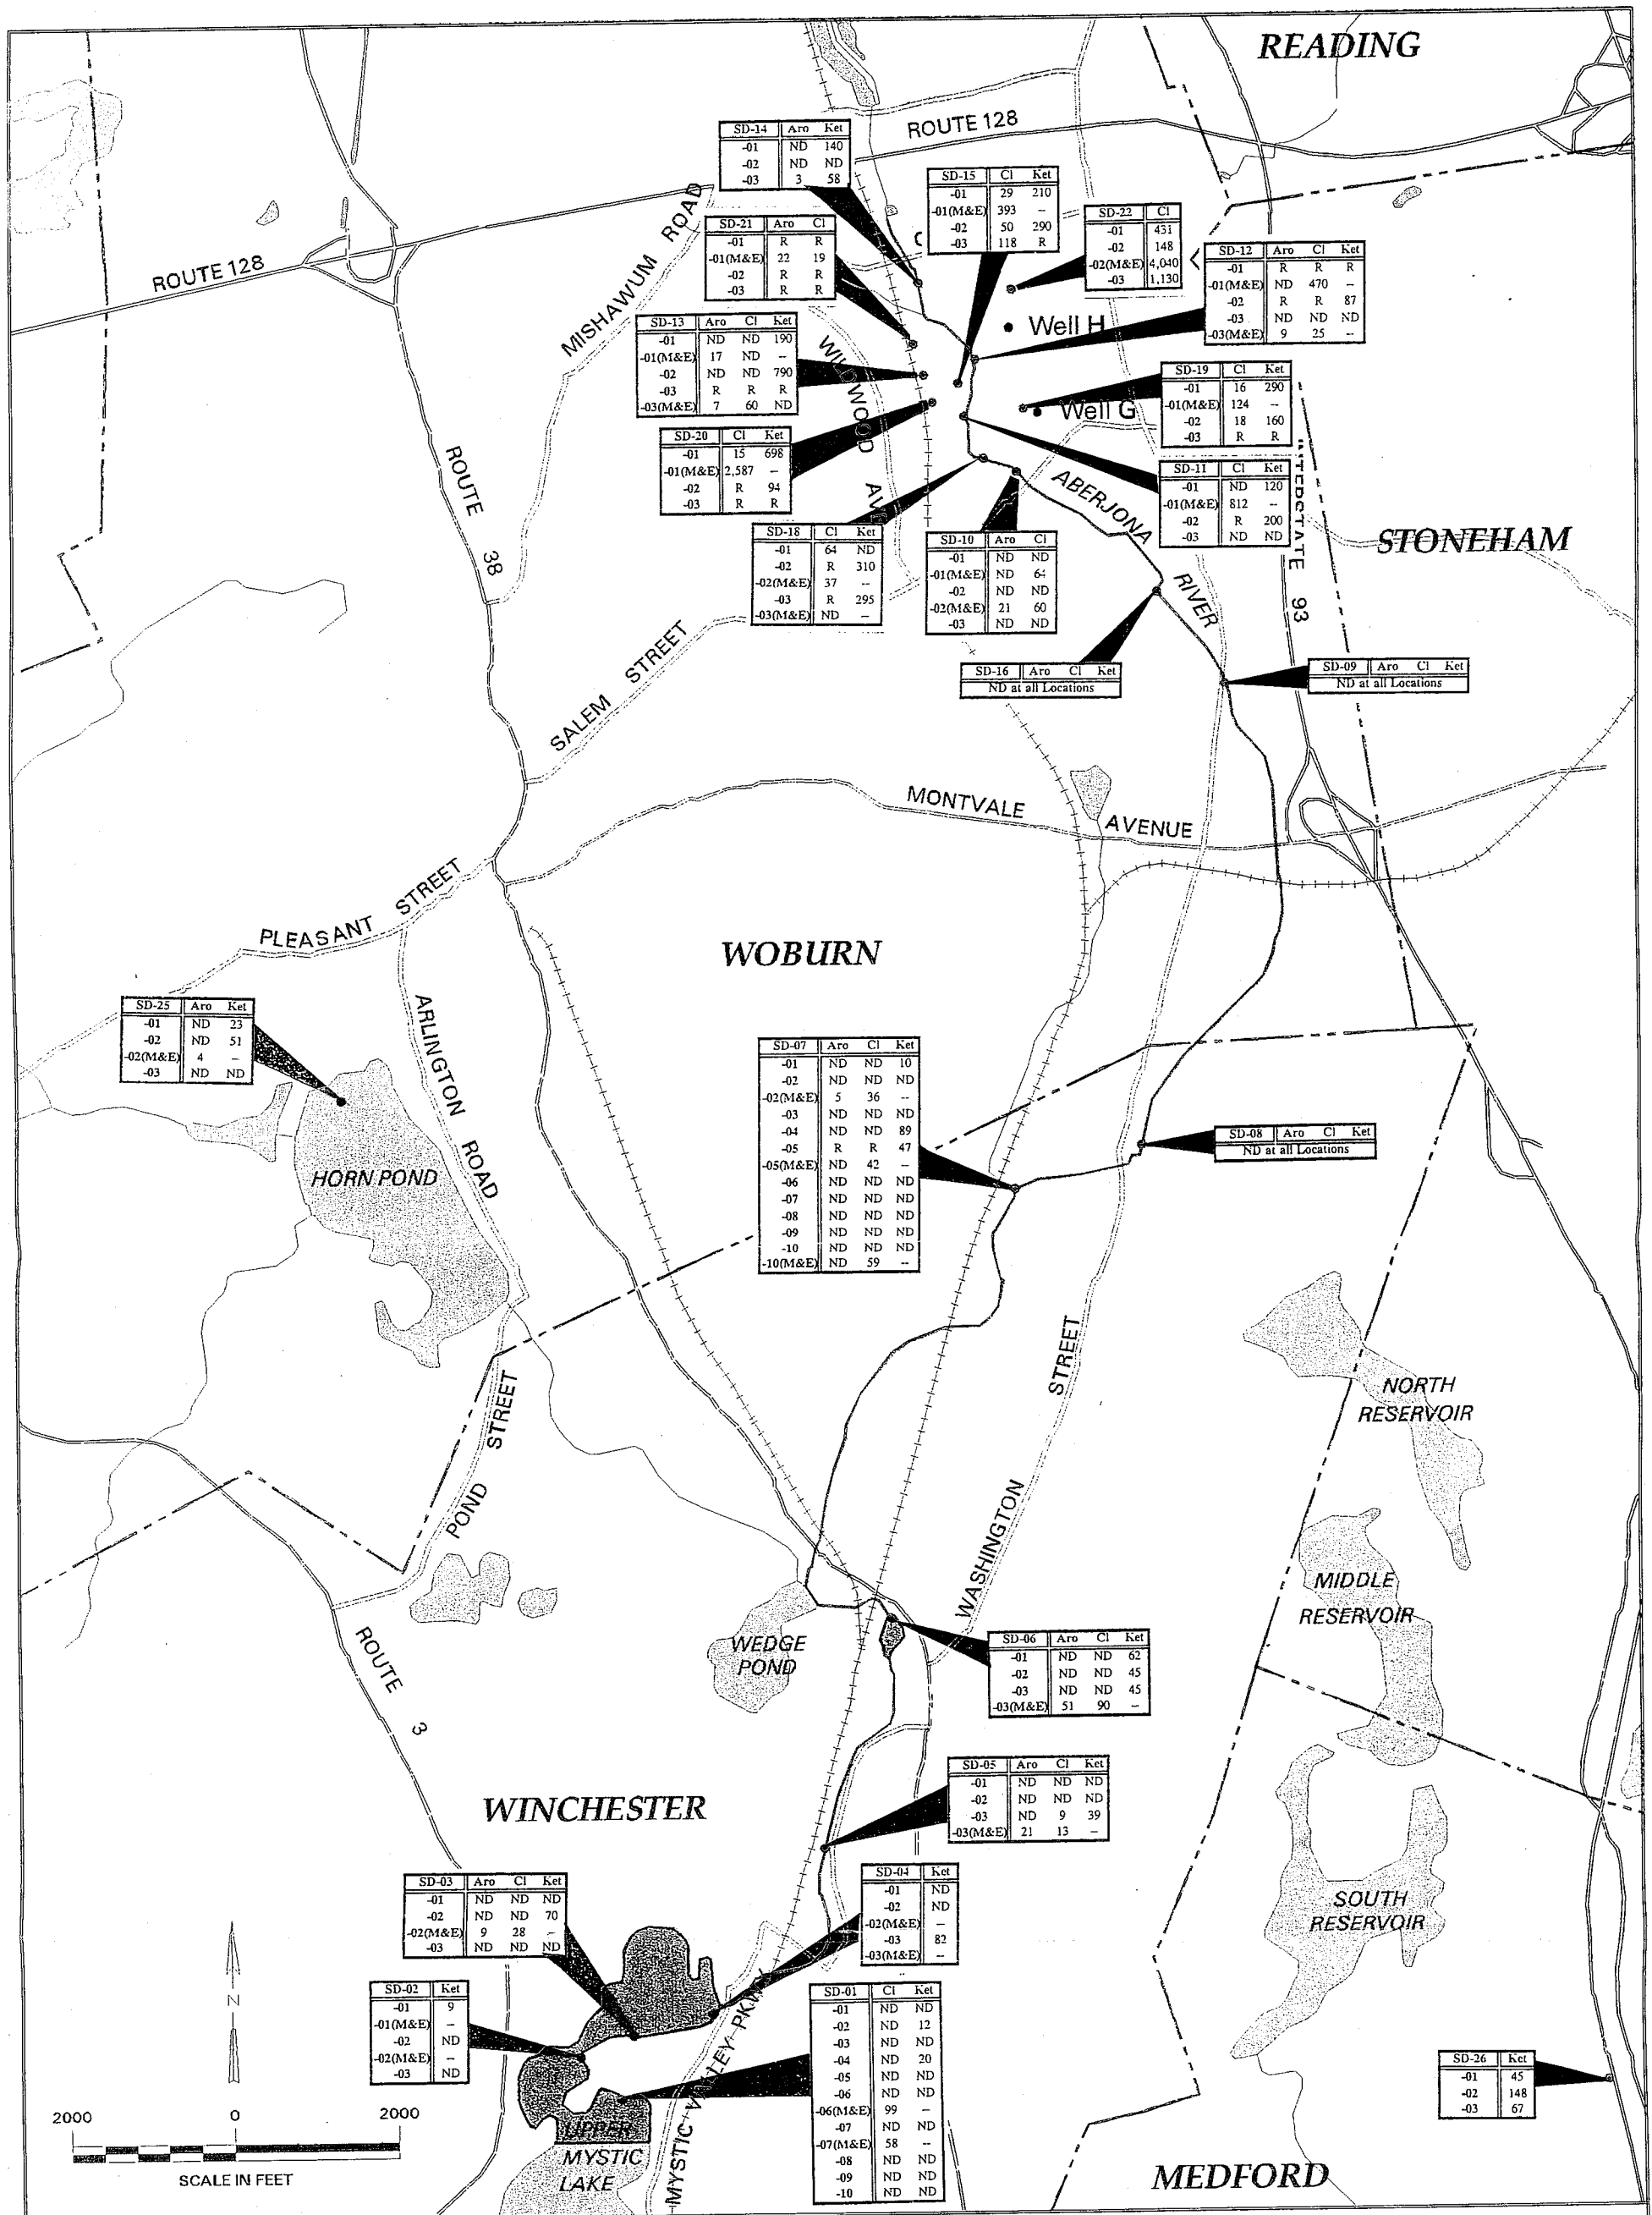 READING
ROUTE 128
SD-14 Aro Ket
-01 ND 140
-02 ND ND
-03 3 58
SD-15 Cl Ket
-01 29 210
-01(M&E) 393 --
-02 50 290
-03 118 R
SD-22 Cl
-01 431
-02 148
-02(M&E) 4,040
-03 1,130
SD-21 Aro Cl
-01 R R
-01(M&E) 22 19
-02 R R
-03 R R
SD-12 Aro Cl Ket
-01 R R R
-01(M&E) ND 470 --
-02 R R 87
-03 ND ND ND
-03(M&E) 9 25 --
ROUTE 128
MISHAWUM ROAD
Well H
SD-13 Aro Cl Ket
-01 ND ND 190
-01(M&E) 17 ND --
-02 ND ND 790
-03 R R R
-03(M&E) 7 60 ND
WILDWOOD AVE
SD-19 Cl Ket
-01 16 290
-01(M&E) 124 --
-02 18 160
-03 R R
Well G
SD-20 Cl Ket
-01 15 698
-01(M&E) 2,587 --
-02 R 94
-03 R R
SD-11 Cl Ket
-01 ND 120
-01(M&E) 812 --
-02 R 200
-03 ND ND
ROUTE 38
ABERJONA RIVER
INTERSTATE 93
STONEHAM
SD-18 Cl Ket
-01 64 ND
-02 R 310
-02(M&E) 37 --
-03 R 295
-03(M&E) ND --
SD-10 Aro Cl
-01 ND ND
-01(M&E) ND 64
-02 ND ND
-02(M&E) 21 60
-03 ND ND
SALEM STREET
SD-16 Aro Cl Ket
ND at all Locations
SD-09 Aro Cl Ket
ND at all Locations
MONTVALE AVENUE
PLEASANT STREET
WOBURN
SD-25 Aro Ket
-01 ND 23
-02 ND 51
-02(M&E) 4 --
-03 ND ND
ARLINGTON ROAD
SD-07 Aro Cl Ket
-01 ND ND 10
-02 ND ND ND
-02(M&E) 5 36 --
-03 ND ND ND
-04 ND ND 89
-05 R R 47
-05(M&E) ND 42 --
-06 ND ND ND
-07 ND ND ND
-08 ND ND ND
-09 ND ND ND
-10 ND ND ND
-10(M&E) ND 59 --
SD-08 Aro Cl Ket
ND at all Locations
HORN POND
NORTH
RESERVOIR
POND STREET
WASHINGTON STREET
MIDDLE
RESERVOIR
WEDGE
POND
SD-06 Aro Cl Ket
-01 ND ND 62
-02 ND ND 45
-03 ND ND 45
-03(M&E) 51 90 --
ROUTE 3
SD-05 Aro Cl Ket
-01 ND ND ND
-02 ND ND ND
-03 ND 9 39
-03(M&E) 21 13 --
WINCHESTER
SD-03 Aro Cl Ket
-01 ND ND ND
-02 ND ND 70
-02(M&E) 9 28 --
-03 ND ND ND
SD-04 Ket
-01 ND
-02 ND
-02(M&E) --
-03 82
-03(M&E) --
SOUTH
RESERVOIR
SD-02 Ket
-01 9
-01(M&E) --
-02 ND
-02(M&E) --
-03 ND
SD-01 Cl Ket
-01 ND ND
-02 ND 12
-03 ND ND
-04 ND 20
-05 ND ND
-06 ND ND
-06(M&E) 99 --
-07 ND ND
-07(M&E) 58 --
-08 ND ND
-09 ND ND
-10 ND ND
SD-26 Ket
-01 45
-02 148
-03 67
N
2000 0 2000
SCALE IN FEET
UPPER
MYSTIC
LAKE
MYSTIC VALLEY PKWY
MEDFORD